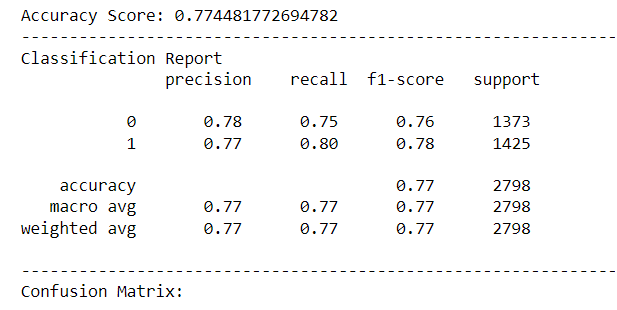 Accuracy Score: 0.774481772694782
--------------------------------------------------------------
Classification Report
precision recall f1-score support
0 0.78 0.75 0.76 1373
1 0.77 0.80 0.78 1425
accuracy 0.77 2798
macro avg 0.77 0.77 0.77 2798
weighted avg 0.77 0.77 0.77 2798
--------------------------------------------------------------
Confusion Matrix: